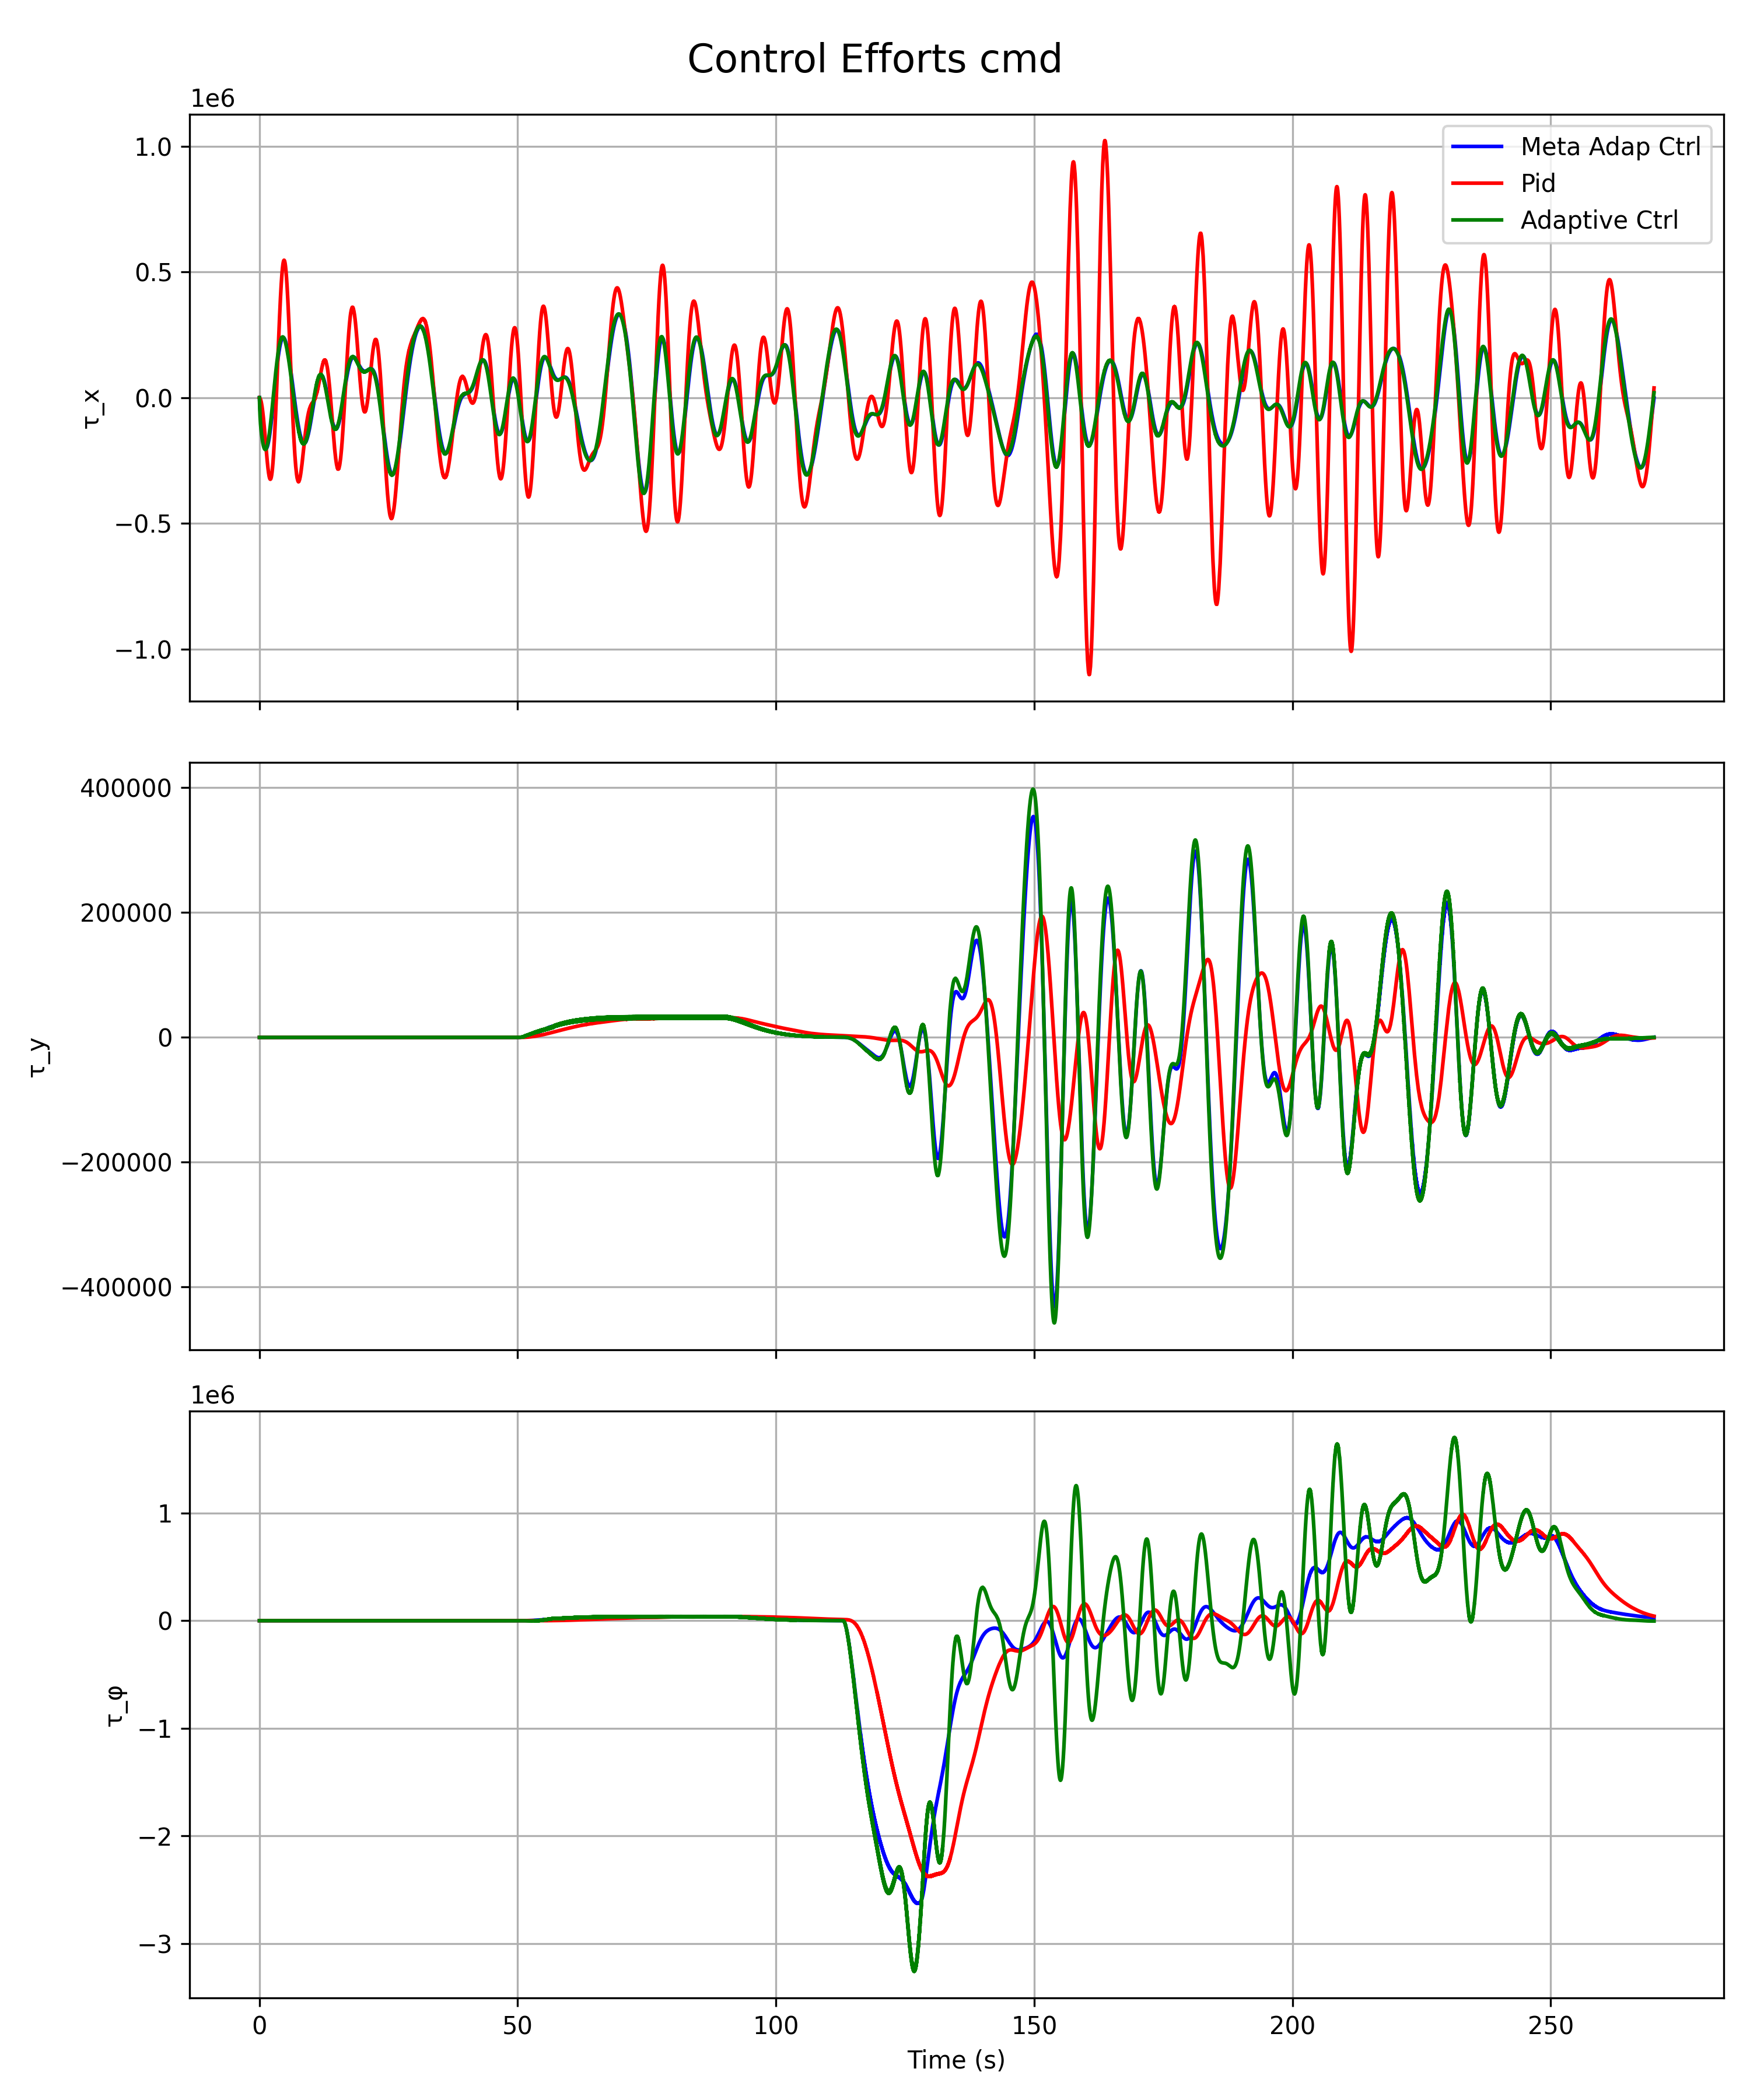 Control Efforts cmd
1e6
1.0
0.5
0.0
−0.5
−1.0
τ_x
Meta Adap Ctrl
Pid
Adaptive Ctrl
400000
200000
0
−200000
−400000
τ_y
1e6
1
0
−1
−2
−3
τ_φ
0 50 100 150 200 250
Time (s)